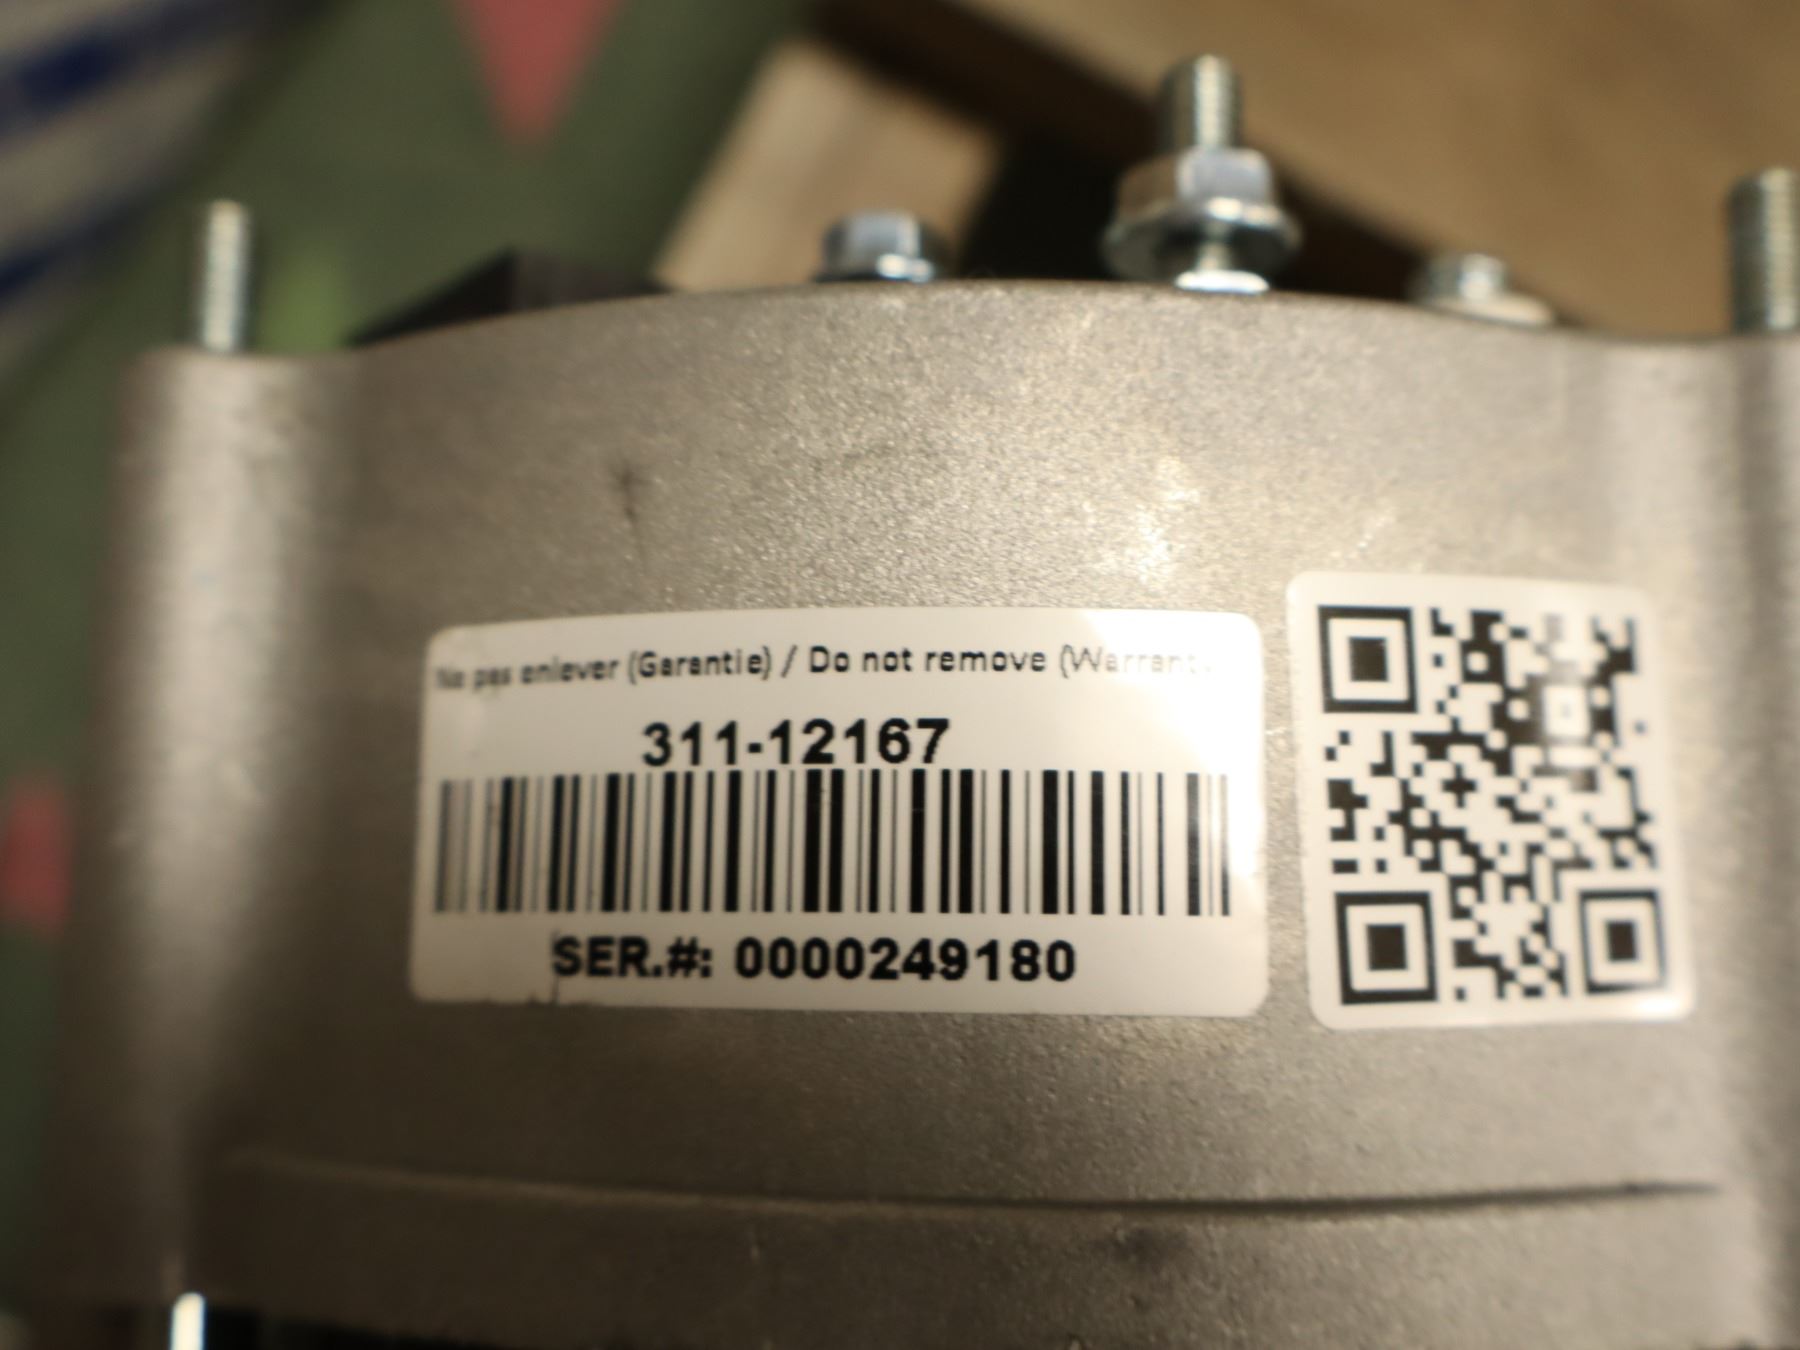 Ne pas enlever (Garantie) / Do not remove (Warranty
311-12167
SER.#: 0000249180